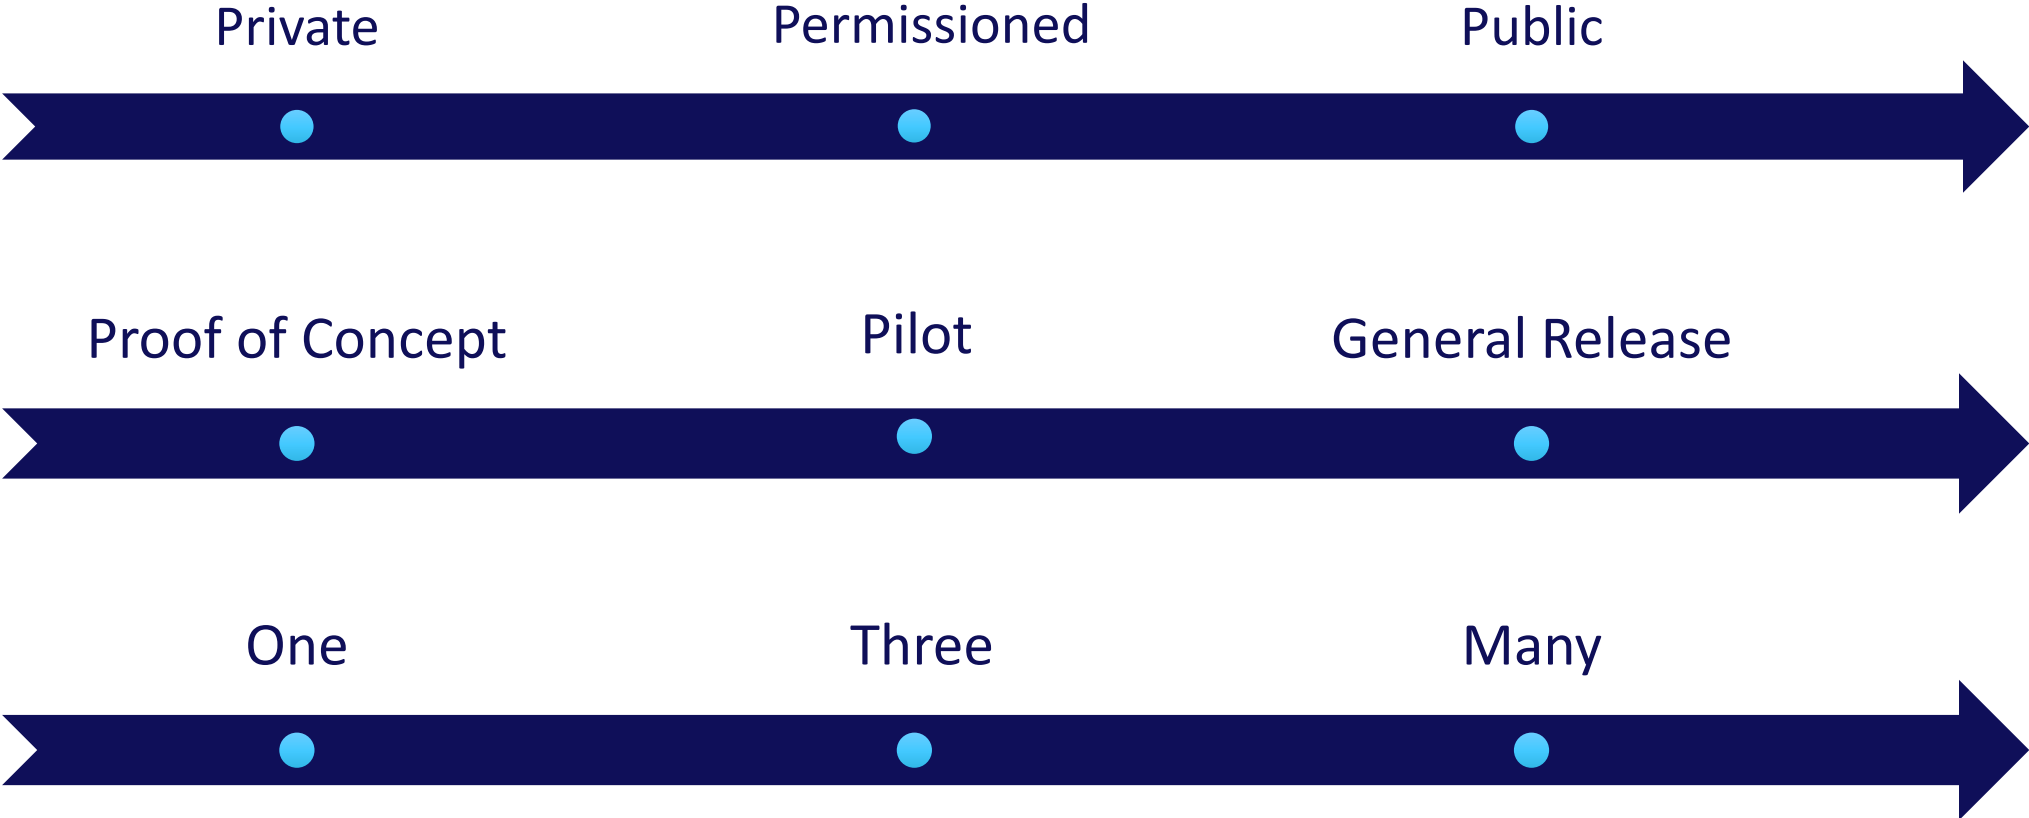 Private
Permissioned
Public
Proof of Concept
Pilot
General Release
One
Three
Many